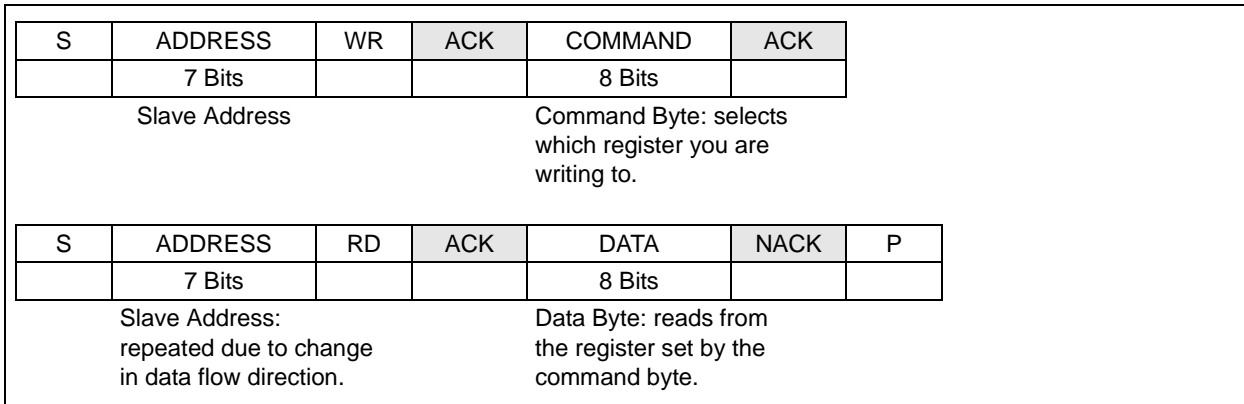 S ADDRESS WR ACK COMMAND ACK
7 Bits 8 Bits
Slave Address
Command Byte: selects
which register you are
writing to.
S ADDRESS RD ACK DATA NACK P
7 Bits 8 Bits
Slave Address:
repeated due to change
in data flow direction.
Data Byte: reads from
the register set by the
command byte.